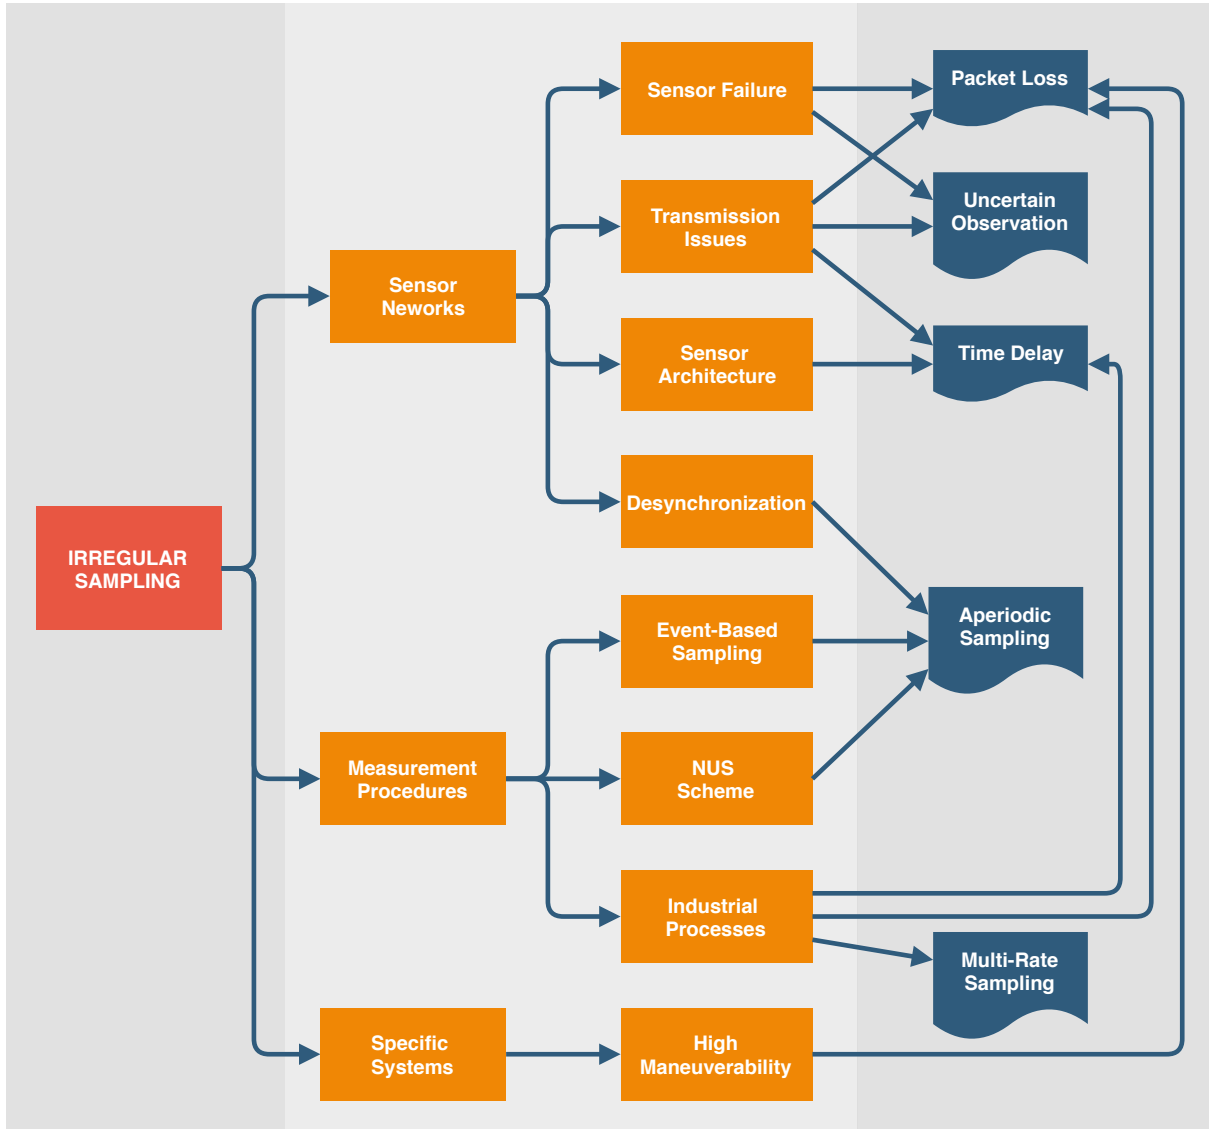 IRREGULAR
SAMPLING
Sensor
Neworks
Measurement
Procedures
Specific
Systems
Sensor Failure
Transmission
Issues
Sensor
Architecture
Desynchronization
Event-Based
Sampling
NUS
Scheme
Industrial
Processes
High
Maneuverability
Packet Loss
Uncertain
Observation
Time Delay
Aperiodic
Sampling
Multi-Rate
Sampling